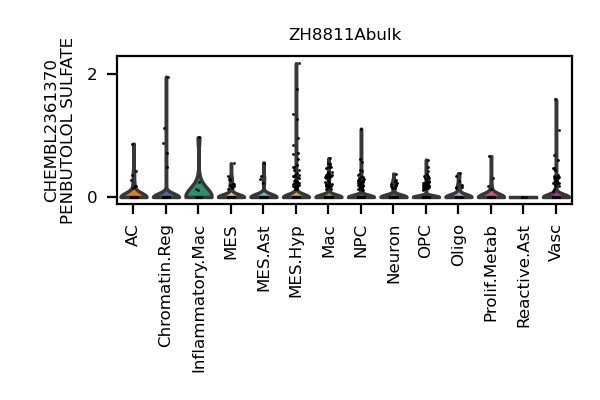 ZH8811Abulk
CHEMBL2361370
PENBUTOLOL SULFATE
2
0
AC
Chromatin.Reg
Inflammatory.Mac
MES
MES.Ast
MES.Hyp
Mac
NPC
Neuron
OPC
Oligo
Prolif.Metab
Reactive.Ast
Vasc